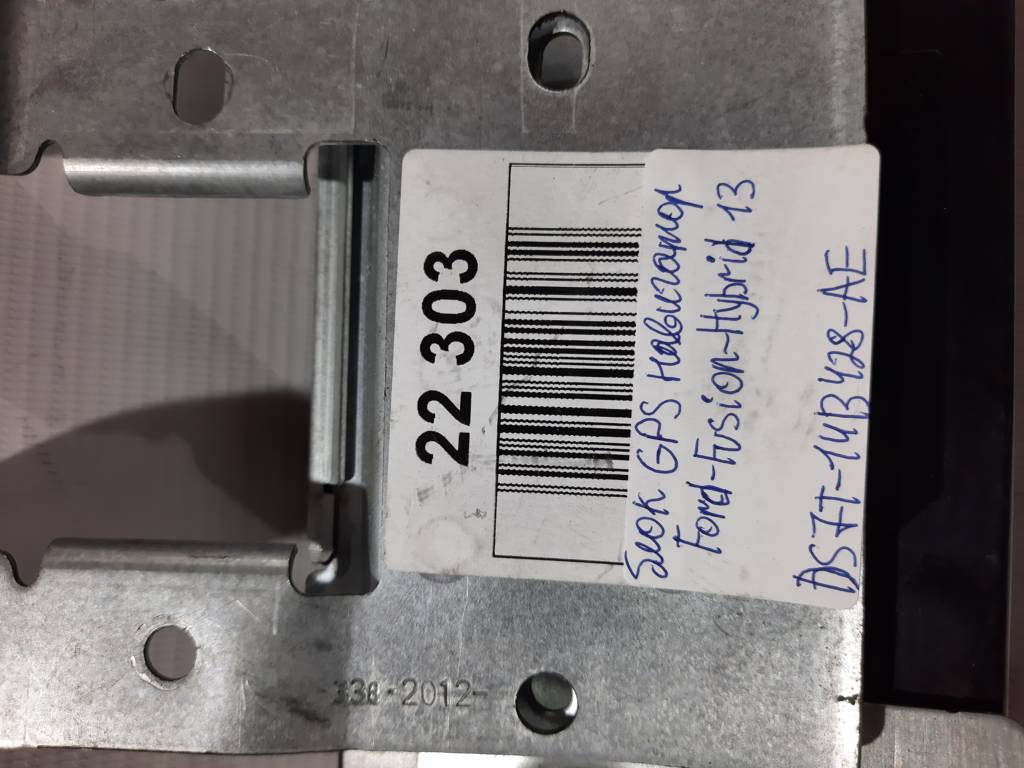 22 303
Блок GPS навигатор
Ford-Fusion-Hybrid 13
DS7T-14B428-AE
338-2012-